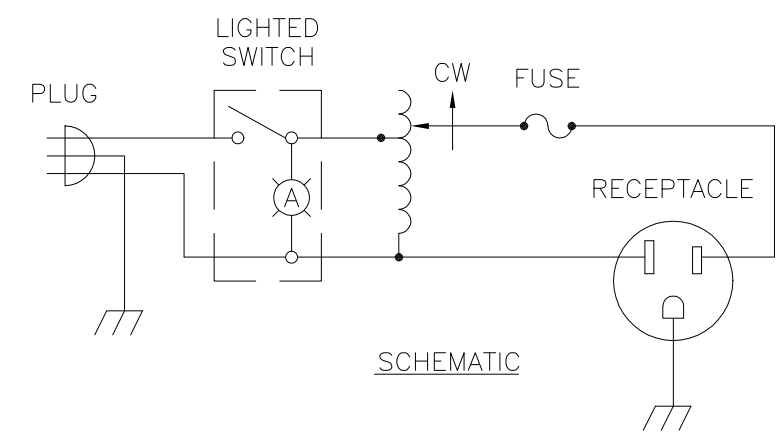 LIGHTED
SWITCH
PLUG
CW
FUSE
RECEPTACLE
A
SCHEMATIC